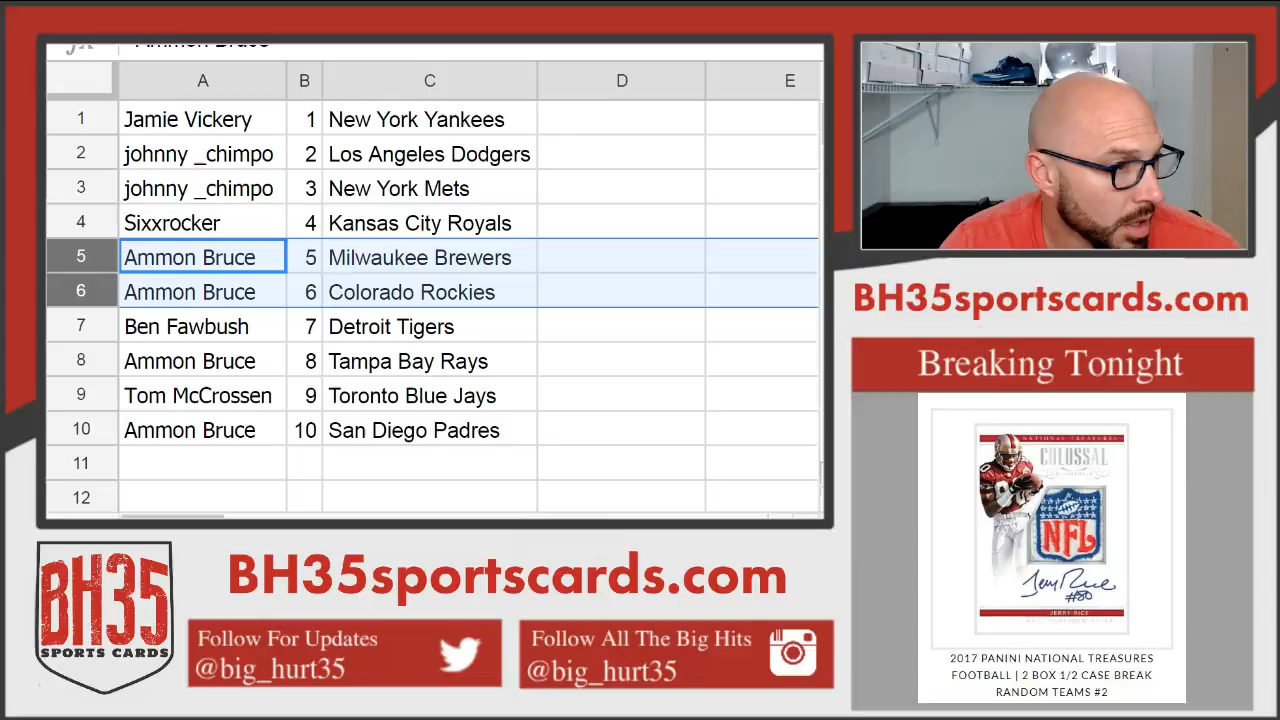 Ammon Bruce
A B C D E
1 Jamie Vickery 1 New York Yankees
2 johnny _chimpo 2 Los Angeles Dodgers
3 johnny _chimpo 3 New York Mets
4 Sixxrocker 4 Kansas City Royals
5 Ammon Bruce 5 Milwaukee Brewers
6 Ammon Bruce 6 Colorado Rockies
7 Ben Fawbush 7 Detroit Tigers
8 Ammon Bruce 8 Tampa Bay Rays
9 Tom McCrossen 9 Toronto Blue Jays
10 Ammon Bruce 10 San Diego Padres
11
12
BH35sportscards.com
Breaking Tonight
NATIONAL TREASURES
COLOSSAL
NFL
Jerry Rice
#80
JERRY RICE
2017 PANINI NATIONAL TREASURES
FOOTBALL | 2 BOX 1/2 CASE BREAK
RANDOM TEAMS #2
BH35
SPORTS CARDS
BH35sportscards.com
Follow For Updates
@big_hurt35
Follow All The Big Hits
@big_hurt35